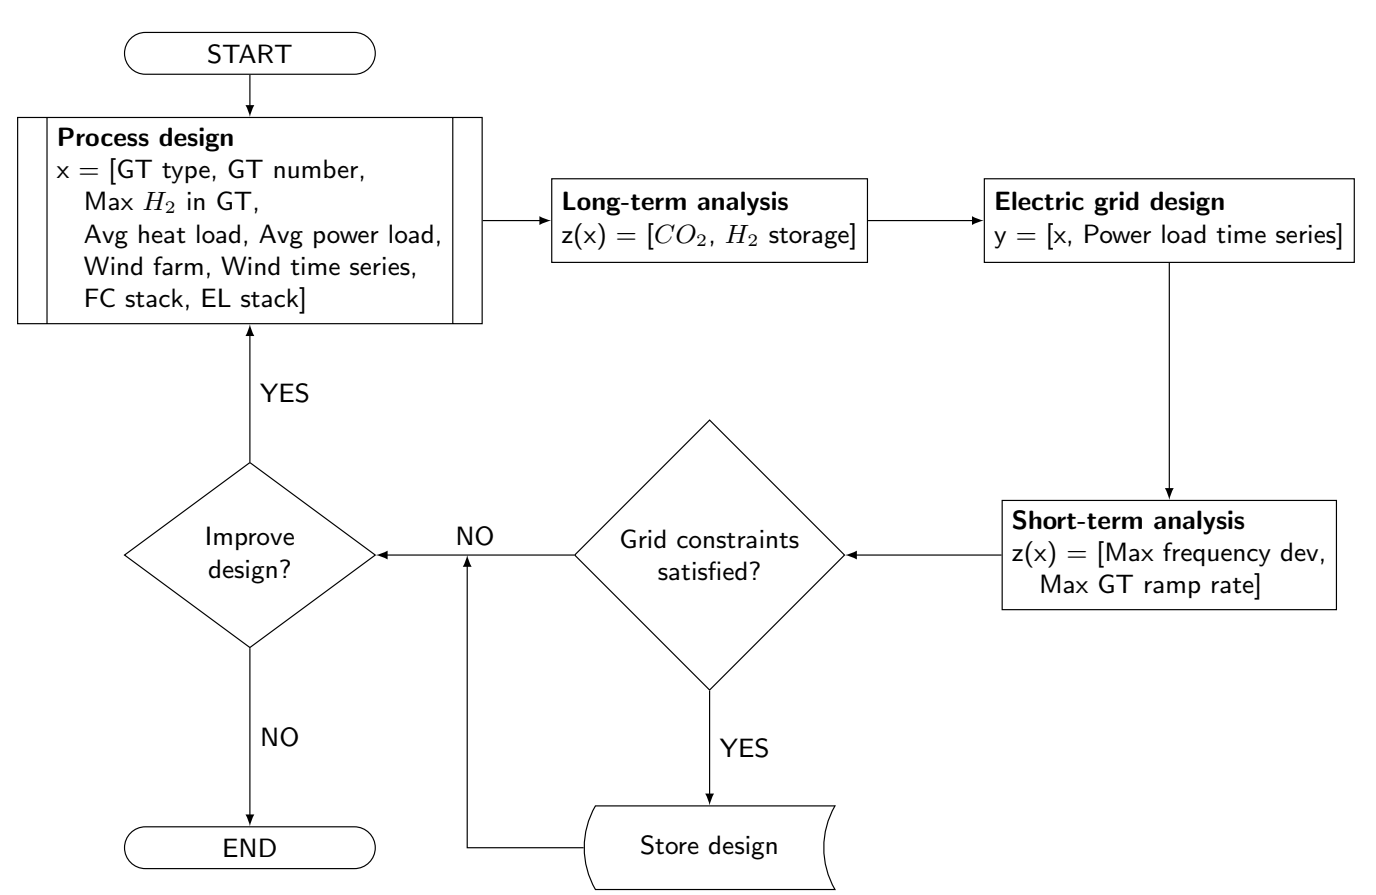 START
Process design
x = [GT type, GT number,
Max H₂ in GT,
Avg heat load, Avg power load,
Wind farm, Wind time series,
FC stack, EL stack]
Long-term analysis
z(x) = [CO₂, H₂ storage]
Electric grid design
y = [x, Power load time series]
YES
Improve
design?
NO
Grid constraints
satisfied?
Short-term analysis
z(x) = [Max frequency dev,
Max GT ramp rate]
NO
YES
END
Store design